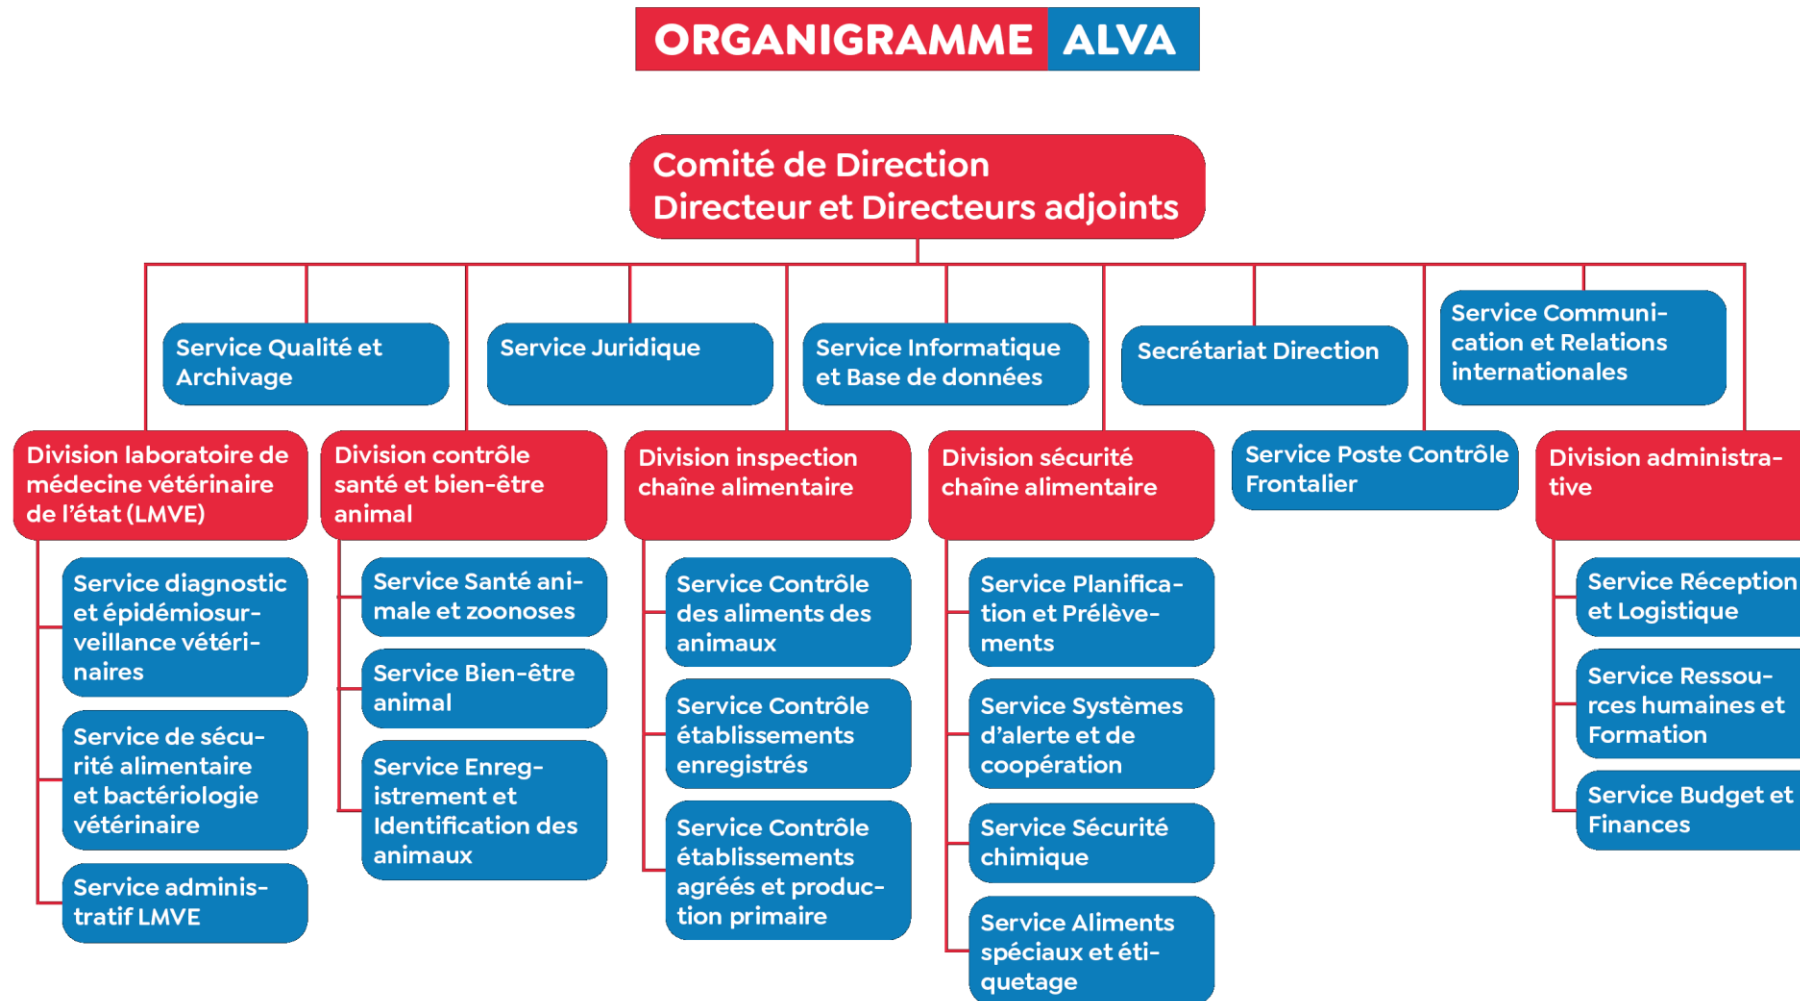 ORGANIGRAMME ALVA
Comité de Direction
Directeur et Directeurs adjoints
Service Qualité et
Archivage
Service Juridique
Service Informatique
et Base de données
Secrétariat Direction
Service Communi-
cation et Relations
internationales
Division laboratoire de
médecine vétérinaire
de l'état (LMVE)
Division contrôle
santé et bien-être
animal
Division inspection
chaîne alimentaire
Division sécurité
chaîne alimentaire
Service Poste Contrôle
Frontalier
Division administra-
tive
Service diagnostic
et épidémiosur-
veillance vétéri-
naires
Service de sécu-
rité alimentaire
et bactériologie
vétérinaire
Service adminis-
tratif LMVE
Service Santé ani-
male et zoonoses
Service Bien-être
animal
Service Enreg-
istrement et
Identification des
animaux
Service Contrôle
des aliments des
animaux
Service Contrôle
établissements
enregistrés
Service Contrôle
établissements
agréés et produc-
tion primaire
Service Planifica-
tion et Prélève-
ments
Service Systèmes
d'alerte et de
coopération
Service Sécurité
chimique
Service Aliments
spéciaux et éti-
quetage
Service Réception
et Logistique
Service Ressou-
rces humaines et
Formation
Service Budget et
Finances